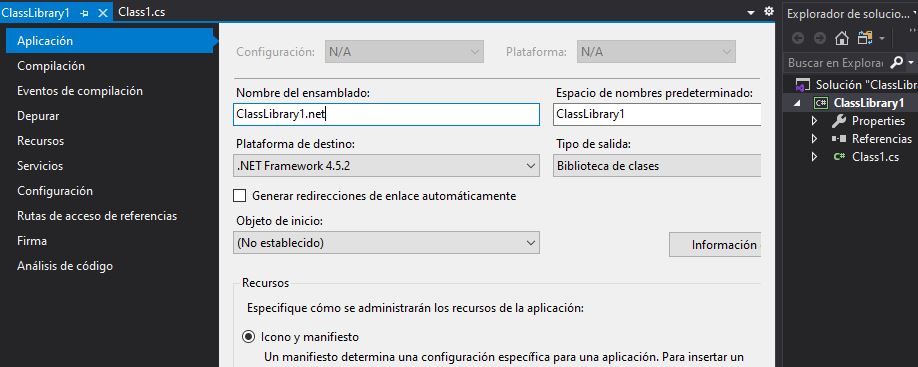 ClassLibrary1
Class1.cs
Aplicación
Compilación
Eventos de compilación
Depurar
Recursos
Servicios
Configuración
Rutas de acceso de referencias
Firma
Análisis de código
Configuración: N/A Plataforma: N/A
Nombre del ensamblado: Espacio de nombres predeterminado:
ClassLibrary1.net ClassLibrary1
Plataforma de destino: Tipo de salida:
.NET Framework 4.5.2 Biblioteca de clases
Generar redirecciones de enlace automáticamente
Objeto de inicio:
(No establecido) Información
Recursos
Especifique cómo se administrarán los recursos de la aplicación:
Icono y manifiesto
Un manifiesto determina una configuración específica para una aplicación. Para insertar un
Explorador de solucio...
Buscar en Explora
Solución "ClassLib
C# ClassLibrary1
Properties
Referencias
C# Class1.cs